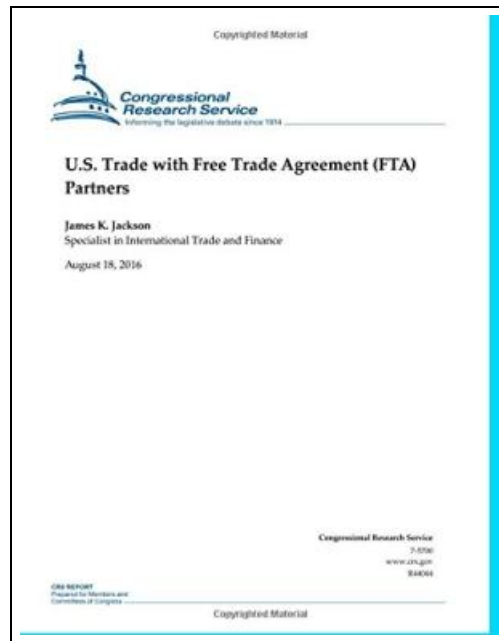 Copyrighted Material
Congressional
Research Service
Informing the legislative debate since 1914
U.S. Trade with Free Trade Agreement (FTA)
Partners
James K. Jackson
Specialist in International Trade and Finance
August 18, 2016
Congressional Research Service
7-5700
www.crs.gov
R44044
CRS REPORT
Prepared for Members and
Committees of Congress
Copyrighted Material